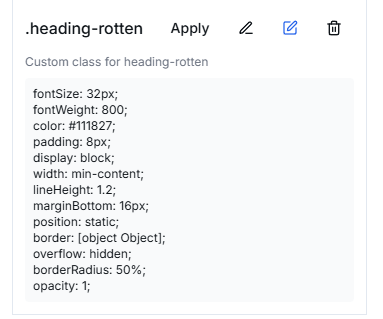 .heading-rotten Apply
Custom class for heading-rotten
fontSize: 32px;
fontWeight: 800;
color: #111827;
padding: 8px;
display: block;
width: min-content;
lineHeight: 1.2;
marginBottom: 16px;
position: static;
border: [object Object];
overflow: hidden;
borderRadius: 50%;
opacity: 1;